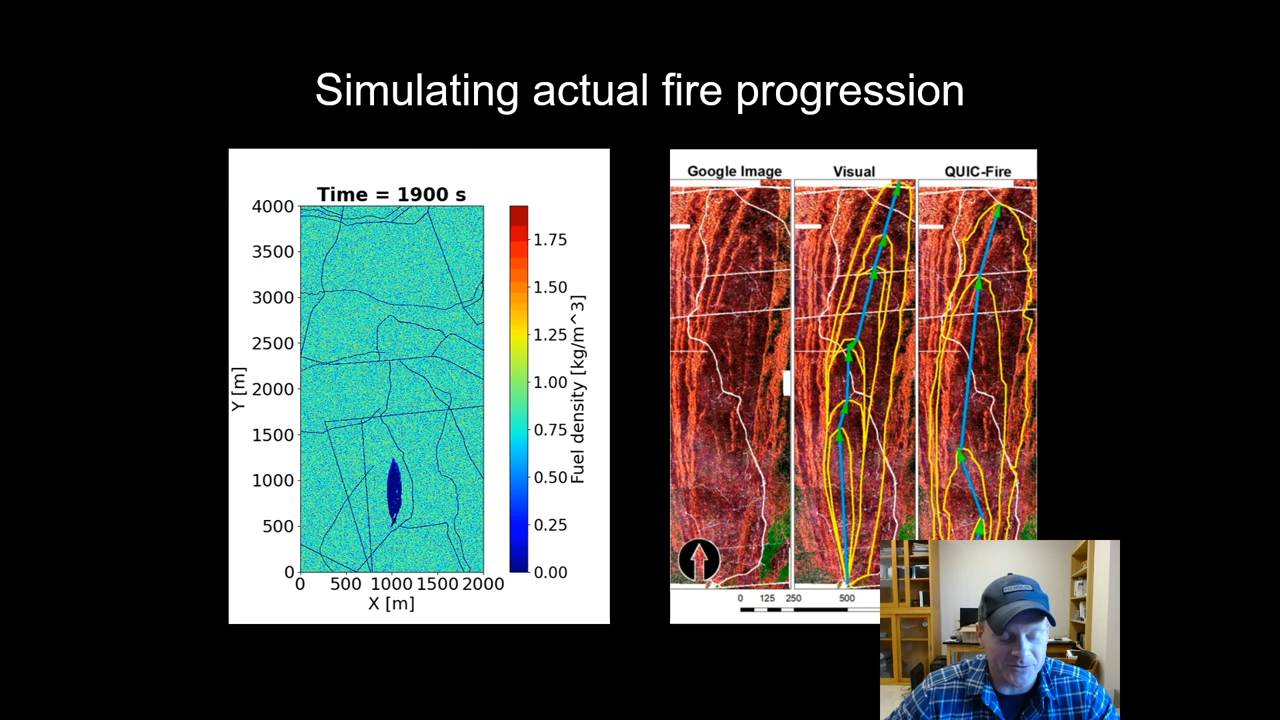 Simulating actual fire progression
Time = 1900 s
4000
3500
3000
2500
2000
1500
1000
500
0
Y [m]
0 500 1000 1500 2000
X [m]
1.75
1.50
1.25
1.00
0.75
0.50
0.25
0.00
Fuel density [kg/m^3]
Google Image Visual QUIC-Fire
0 125 250 500